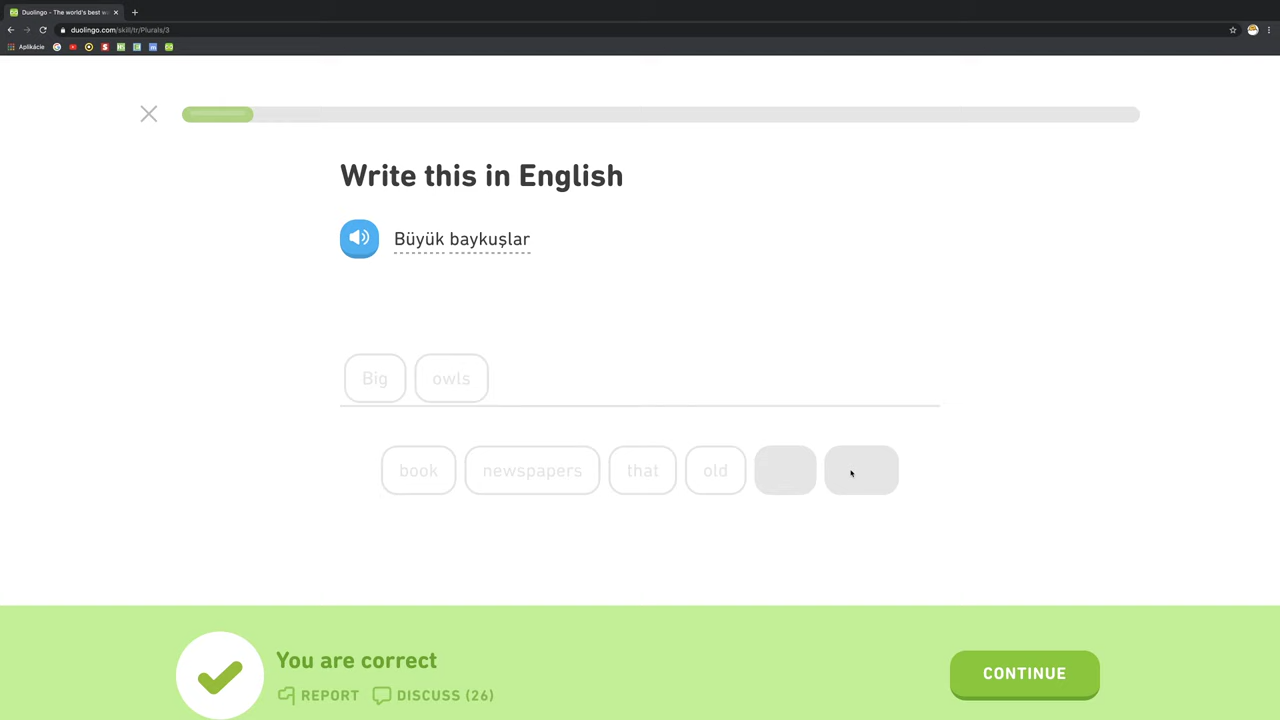 Duolingo - The world's best w
duolingo.com/skill/tr/Plurals/3
Aplikácie
Write this in English
Büyük baykuşlar
Big owls
book newspapers that old
You are correct
REPORT DISCUSS (26)
CONTINUE